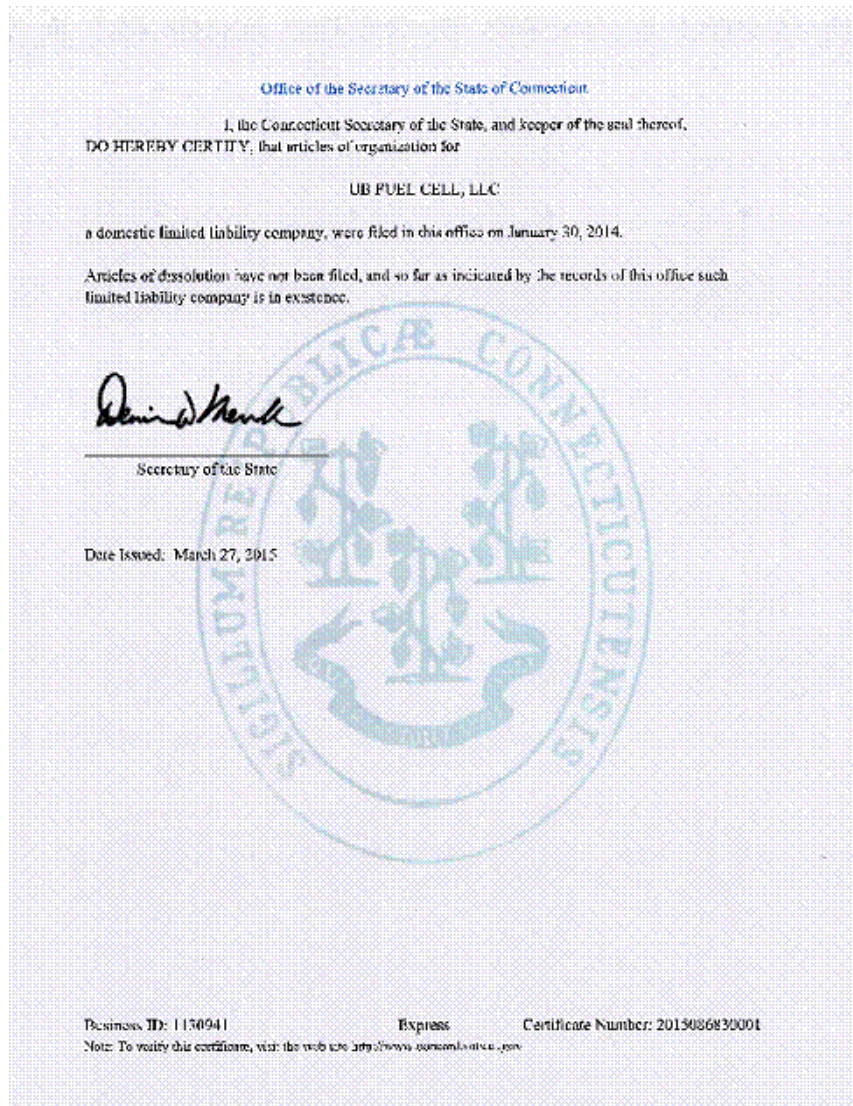 Office of the Secretary of the State of Connecticut
I, the Connecticut Secretary of the State, and keeper of the seal thereof,
DO HEREBY CERTIFY, that articles of organization for
UB FUEL CELL, LLC
a domestic limited liability company, were filed in this office on January 30, 2014.
Articles of dissolution have not been filed, and so far as indicated by the records of this office such
limited liability company is in existence.
SIGILLUM REIPUBLICÆ CONNECTICUTENSIS
Secretary of the State
Date Issued: March 27, 2015
Business ID: 1130941 Express Certificate Number: 2015086830001
Note: To verify this certificate, visit the web site